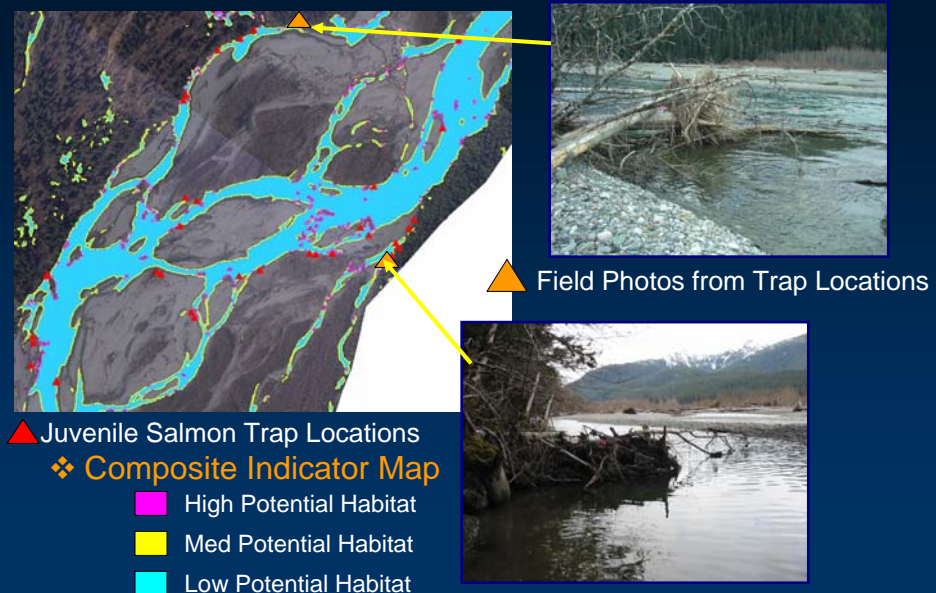 Field Photos from Trap Locations
Juvenile Salmon Trap Locations
❖ Composite Indicator Map
High Potential Habitat
Med Potential Habitat
Low Potential Habitat